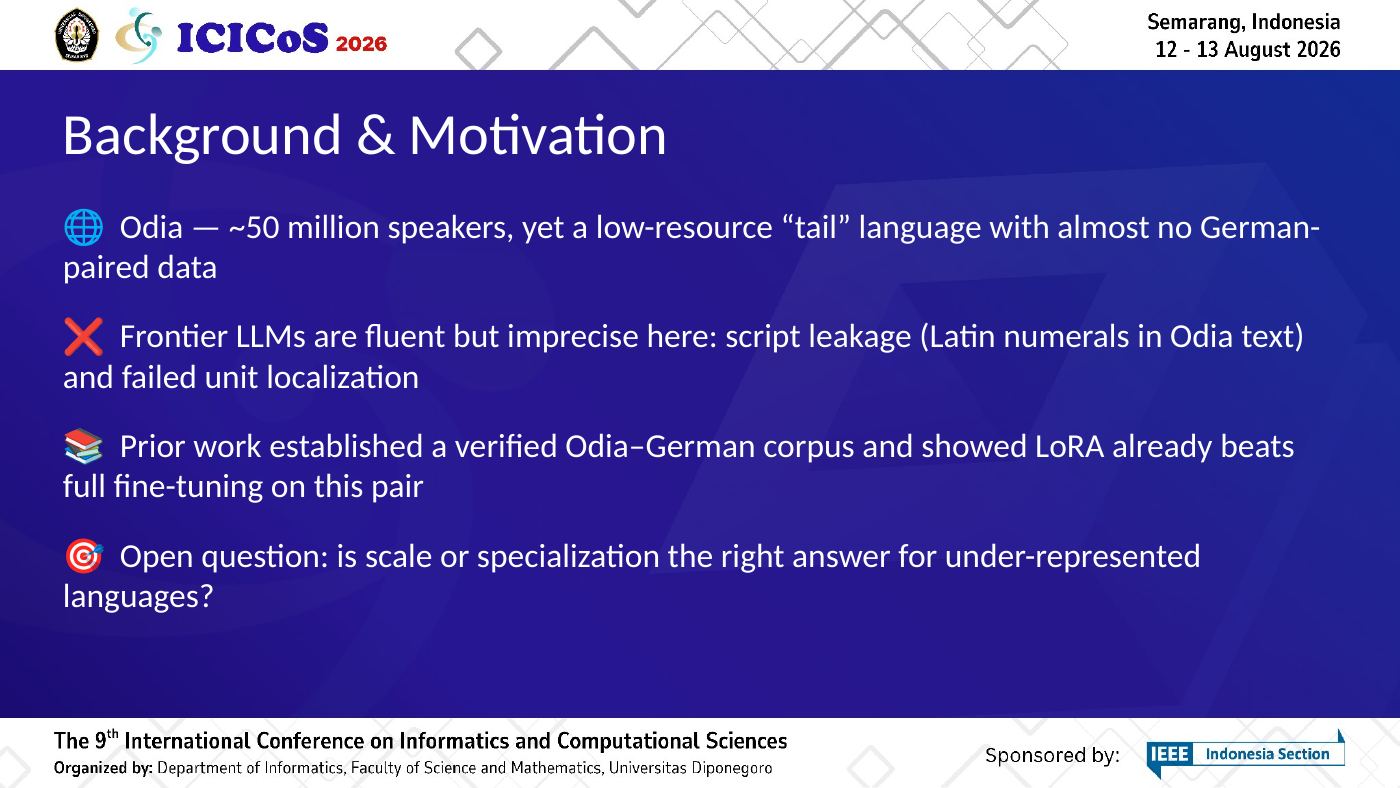 ICICoS 2026
Semarang, Indonesia
12 - 13 August 2026
Background & Motivation
🌐 Odia — ~50 million speakers, yet a low-resource “tail” language with almost no German-
paired data
❌ Frontier LLMs are fluent but imprecise here: script leakage (Latin numerals in Odia text)
and failed unit localization
📚 Prior work established a verified Odia–German corpus and showed LoRA already beats
full fine-tuning on this pair
🎯 Open question: is scale or specialization the right answer for under-represented
languages?
The 9th International Conference on Informatics and Computational Sciences
Organized by: Department of Informatics, Faculty of Science and Mathematics, Universitas Diponegoro
Sponsored by:
IEEE Indonesia Section